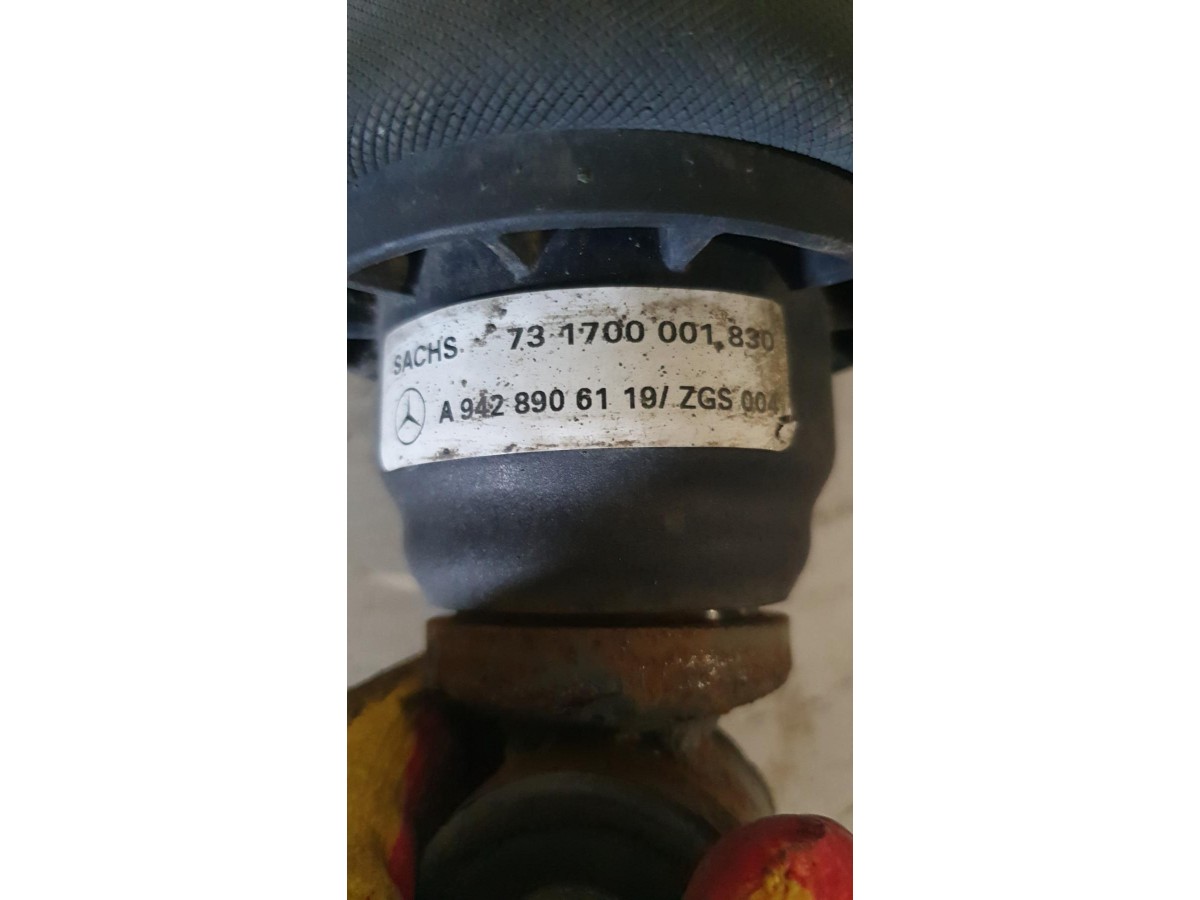 SACHS 73 1700 001 830
A 942 890 61 19/ ZGS 004